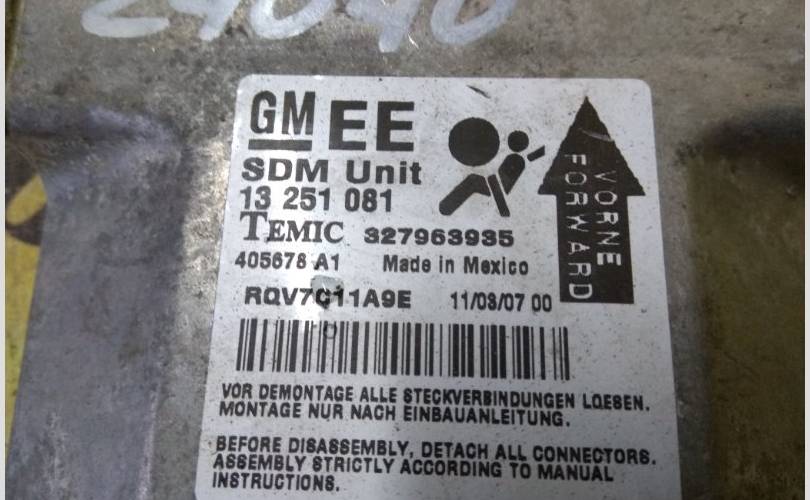 24040
GM EE
SDM Unit
13 251 081
TEMIC 327963935
405678 A1 Made in Mexico
RQV7C11A9E 11/08/07 00
VORNE
FORWARD
VOR DEMONTAGE ALLE STECKVERBINDUNGEN LOESEN.
MONTAGE NUR NACH EINBAUANLEITUNG.
BEFORE DISASSEMBLY, DETACH ALL CONNECTORS.
ASSEMBLY STRICTLY ACCORDING TO MANUAL
INSTRUCTIONS.